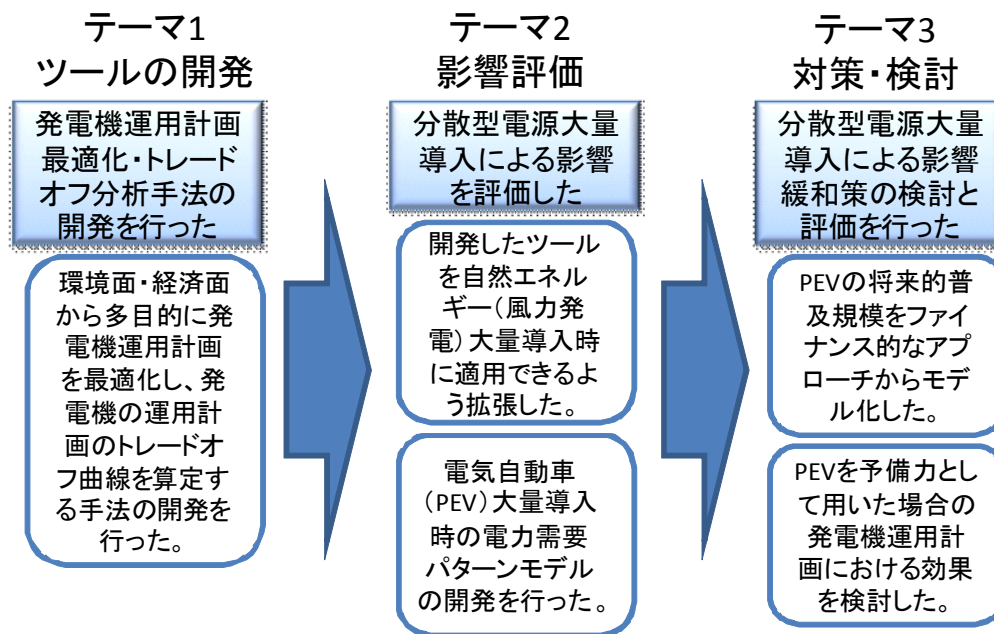 テーマ1
ツールの開発
発電機運用計画
最適化・トレード
オフ分析手法の
開発を行った
環境面・経済面
から多目的に発
電機運用計画
を最適化し、発
電機の運用計
画のトレードオ
フ曲線を算定す
る手法の開発を
行った。
テーマ2
影響評価
分散型電源大量
導入による影響
を評価した
開発したツール
を自然エネル
ギー(風力発
電)大量導入時
に適用できるよ
う拡張した。
電気自動車
(PEV)大量導入
時の電力需要
パターンモデル
の開発を行った。
テーマ3
対策・検討
分散型電源大量
導入による影響
緩和策の検討と
評価を行った
PEVの将来的普
及規模をファイ
ナンス的なアプ
ローチからモデ
ル化した。
PEVを予備力とし
て用いた場合の
発電機運用計
画における効果
を検討した。